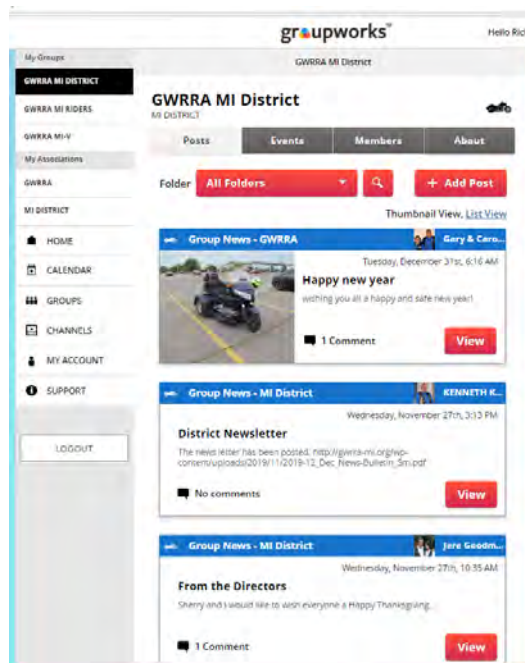 groupworks™
Hello Ric
My Groups
GWRRA MI District
GWRRA MI DISTRICT
GWRRA MI RIDERS
GWRRA MI-V
My Associations
GWRRA
MI DISTRICT
HOME
CALENDAR
GROUPS
CHANNELS
MY ACCOUNT
SUPPORT
LOGOUT
GWRRA MI District
MI DISTRICT
Posts Events Members About
Folder All Folders + Add Post
Thumbnail View, List View
Group News - GWRRA Gary & Caro...
Tuesday, December 31st, 6:16 AM
Happy new year
wishing you all a happy and safe new year!
1 Comment View
Group News - MI District KENNETH K...
Wednesday, November 27th, 3:13 PM
District Newsletter
The news letter has been posted. http://gwrra-mi.org/wp-
content/uploads/2019/11/2019-12_Dec_News-Bulletin_Sm.pdf
No comments View
Group News - MI District Jere Goodm...
Wednesday, November 27th, 10:35 AM
From the Directors
Sherry and I would like to wish everyone a Happy Thanksgiving.
1 Comment View